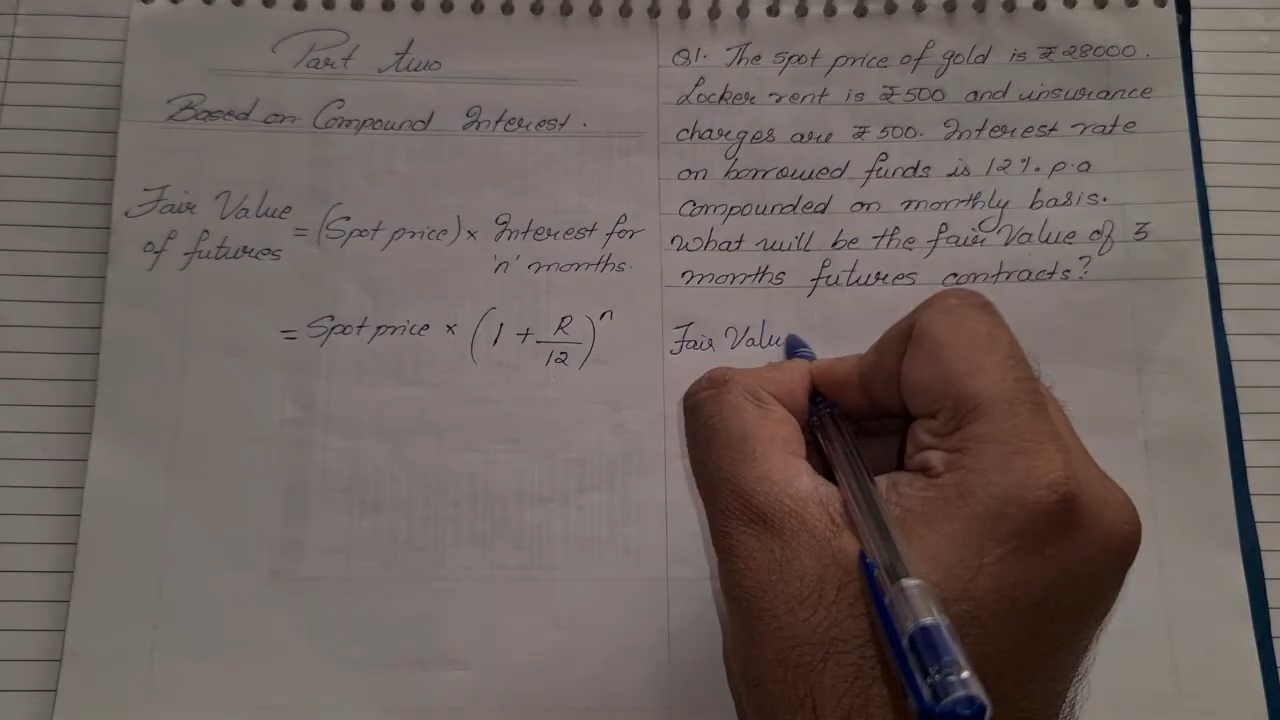 Part two
Based on Compound Interest.
Fair Value of futures = (Spot price) × Interest for 'n' months.
= Spot price × (1 + R/12)^n
Q1. The spot price of gold is ₹28000.
Locker rent is ₹500 and insurance
charges are ₹500. Interest rate
on borrowed funds is 12% p.a
compounded on monthly basis.
What will be the fair Value of 3
months futures contracts?
Fair Valu